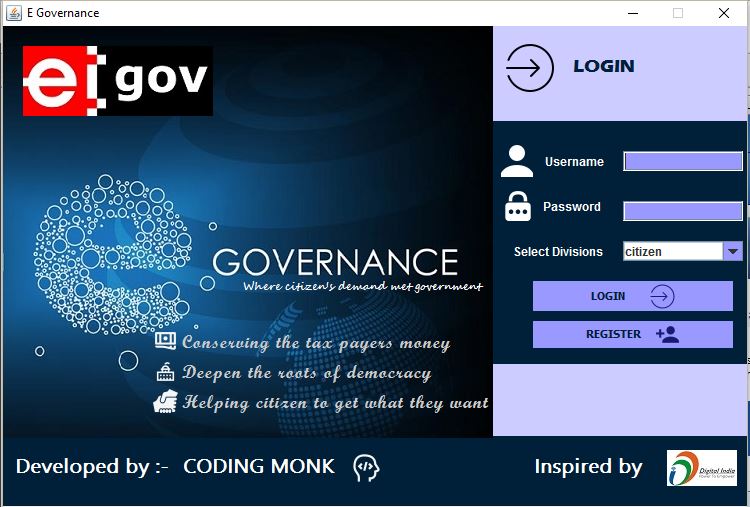 E Governance
ei gov
LOGIN
Username
Password
Select Divisions citizen
LOGIN
REGISTER
e
GOVERNANCE
Where citizen's demand met government
Conserving the tax payers money
Deepen the roots of democracy
Helping citizen to get what they want
Developed by :- CODING MONK
Inspired by
Digital India
Power To Empower